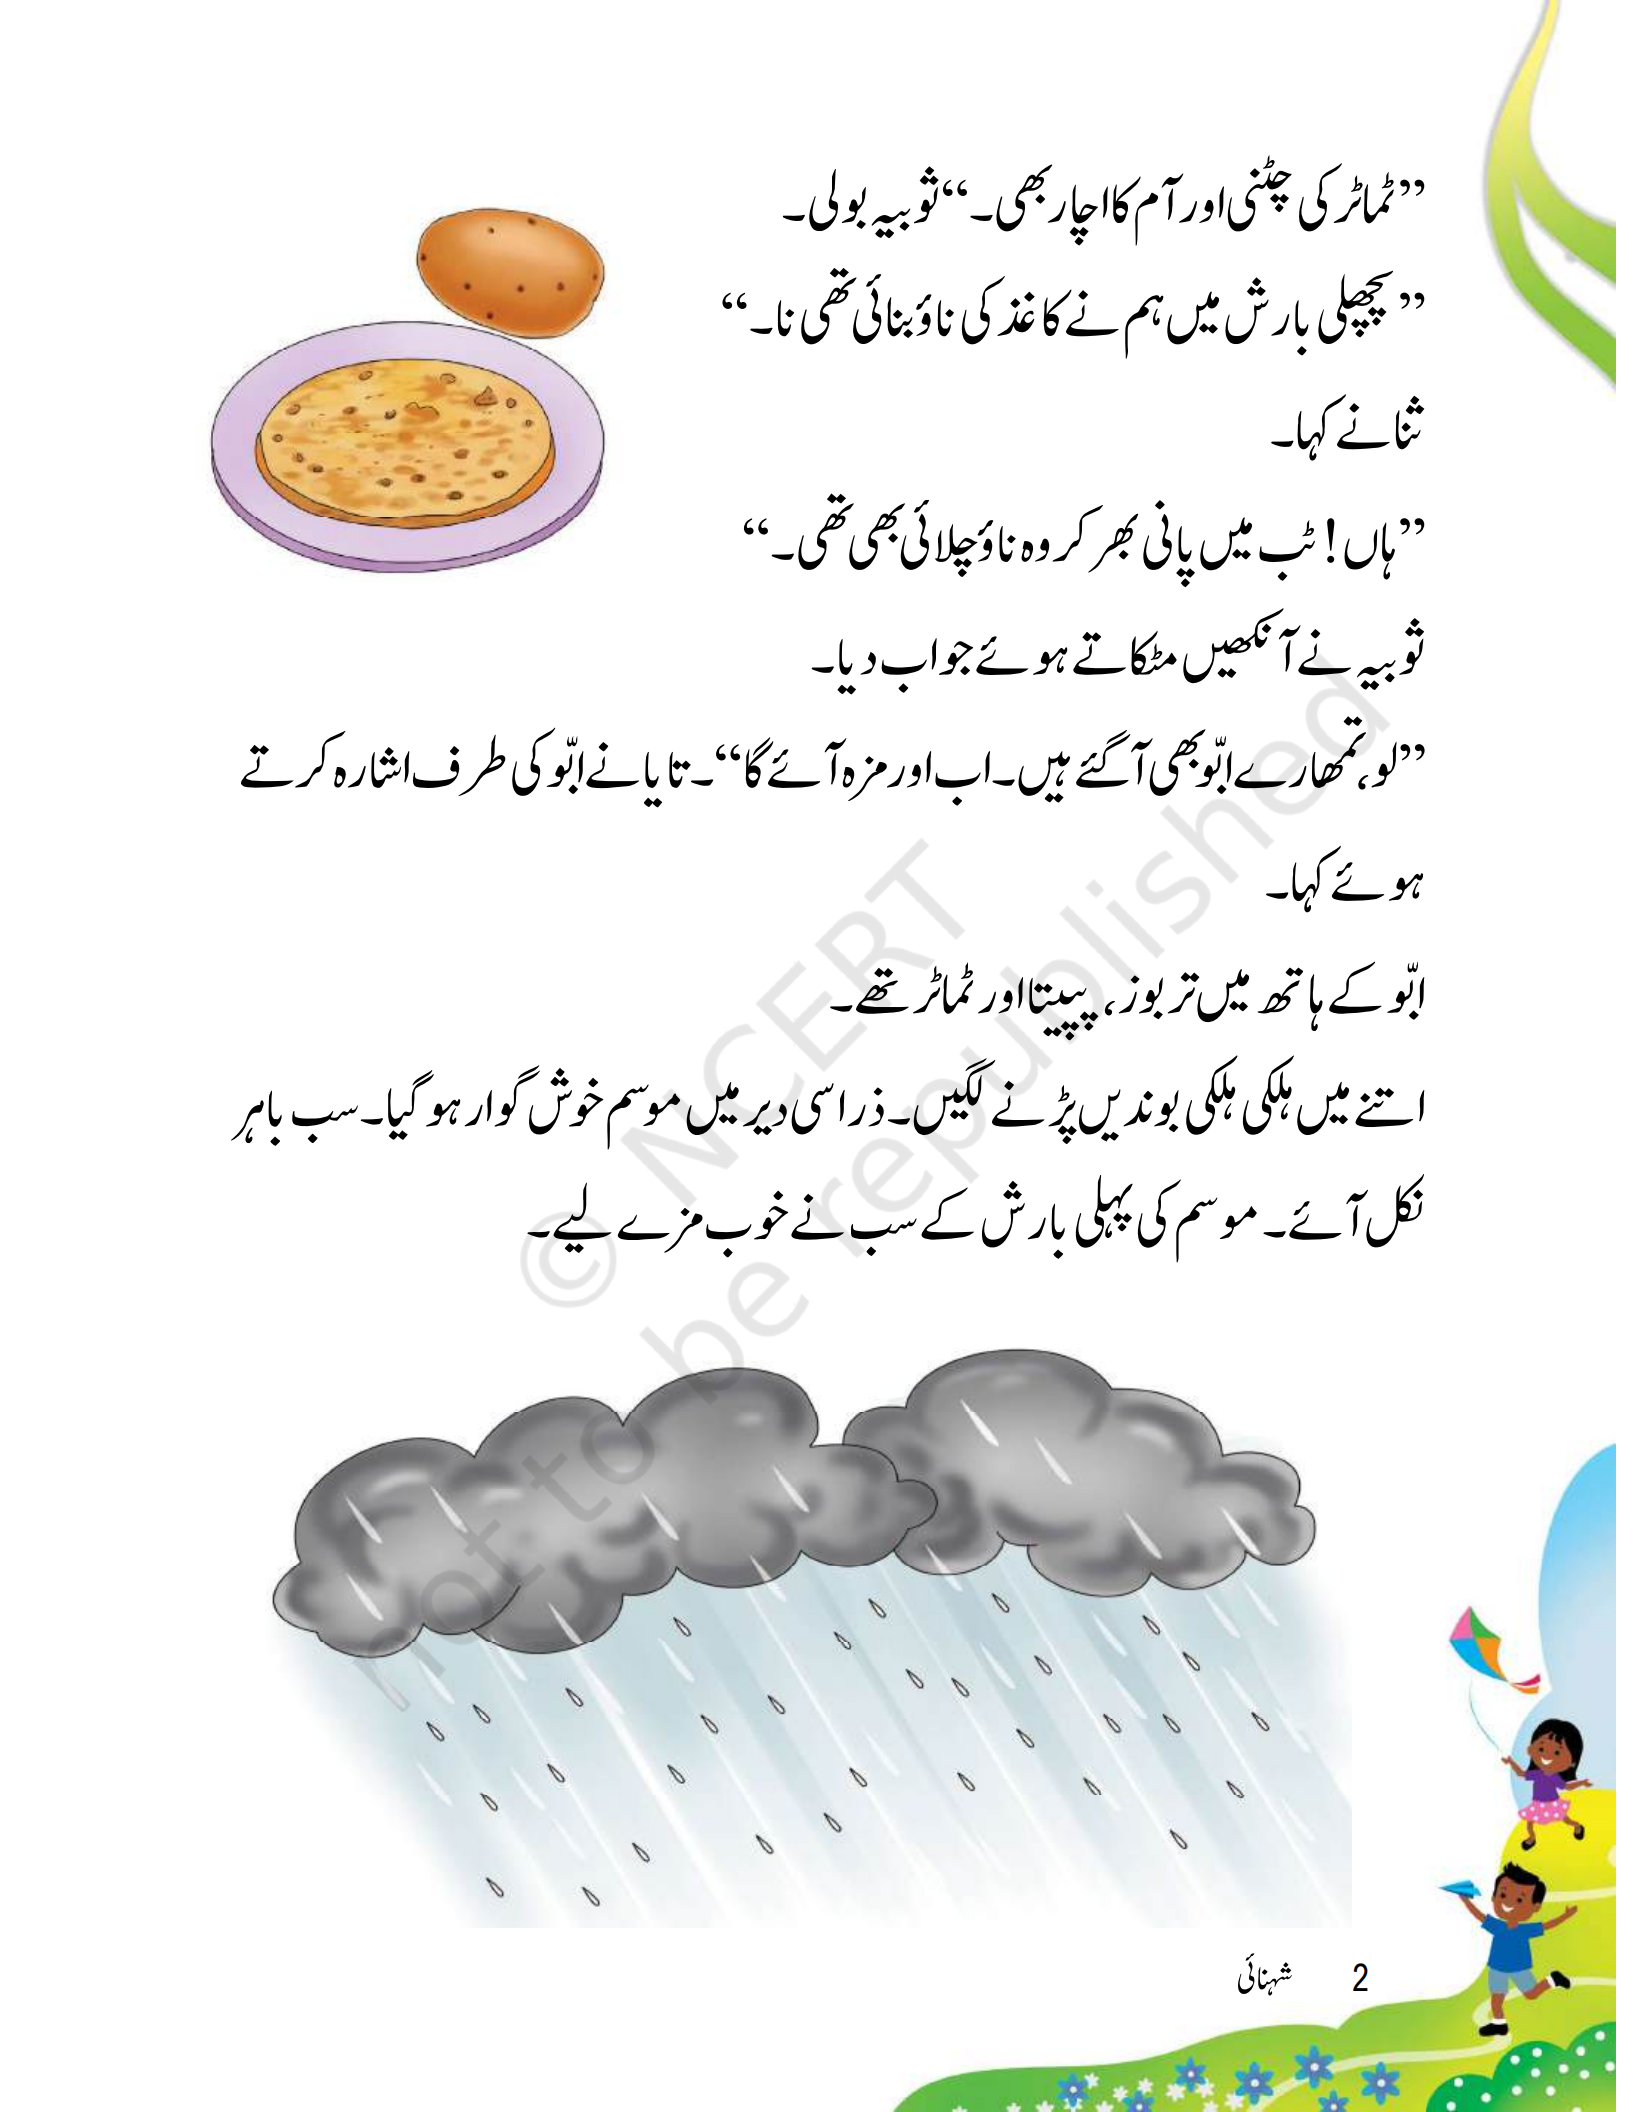 ”ٹماٹر کی چٹنی اور آم کا اچار بھی۔“ ثوبیہ بولی۔
”پچھلی بارش میں ہم نے کاغذ کی ناؤ بنائی تھی نا۔“
ثنا نے کہا۔
”ہاں! ٹب میں پانی بھر کر وہ ناؤ چلائی بھی تھی۔“
ثوبیہ نے آنکھیں مٹکاتے ہوئے جواب دیا۔
”لو، تمھارے ابّو بھی آگئے ہیں۔ اب اور مزہ آئے گا“۔ تایا نے ابّو کی طرف اشارہ کرتے
ہوئے کہا۔
ابّو کے ہاتھ میں تربوز، پپیتا اور ٹماٹر تھے۔
اتنے میں ہلکی ہلکی بوندیں پڑنے لگیں۔ ذرا سی دیر میں موسم خوش گوار ہو گیا۔ سب باہر
نکل آئے۔ موسم کی پہلی بارش کے سب نے خوب مزے لیے۔
© NCERT
not to be republished
2 شہنائی